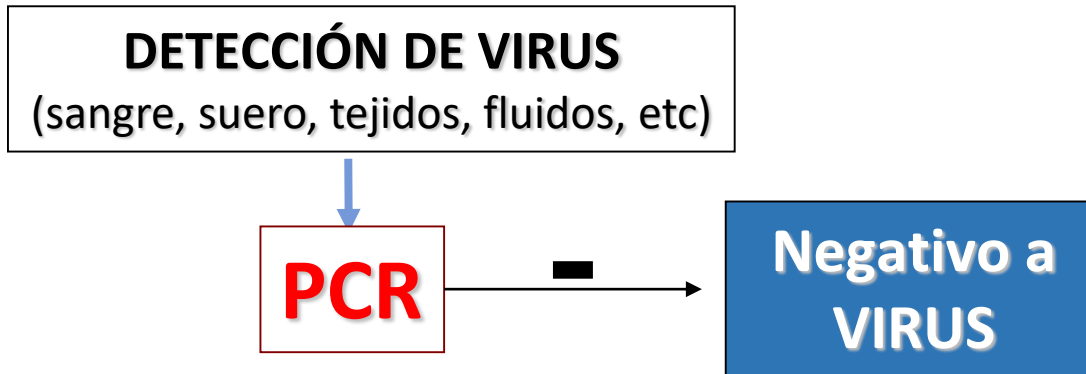 DETECCIÓN DE VIRUS
(sangre, suero, tejidos, fluidos, etc)
PCR
-
Negativo a
VIRUS